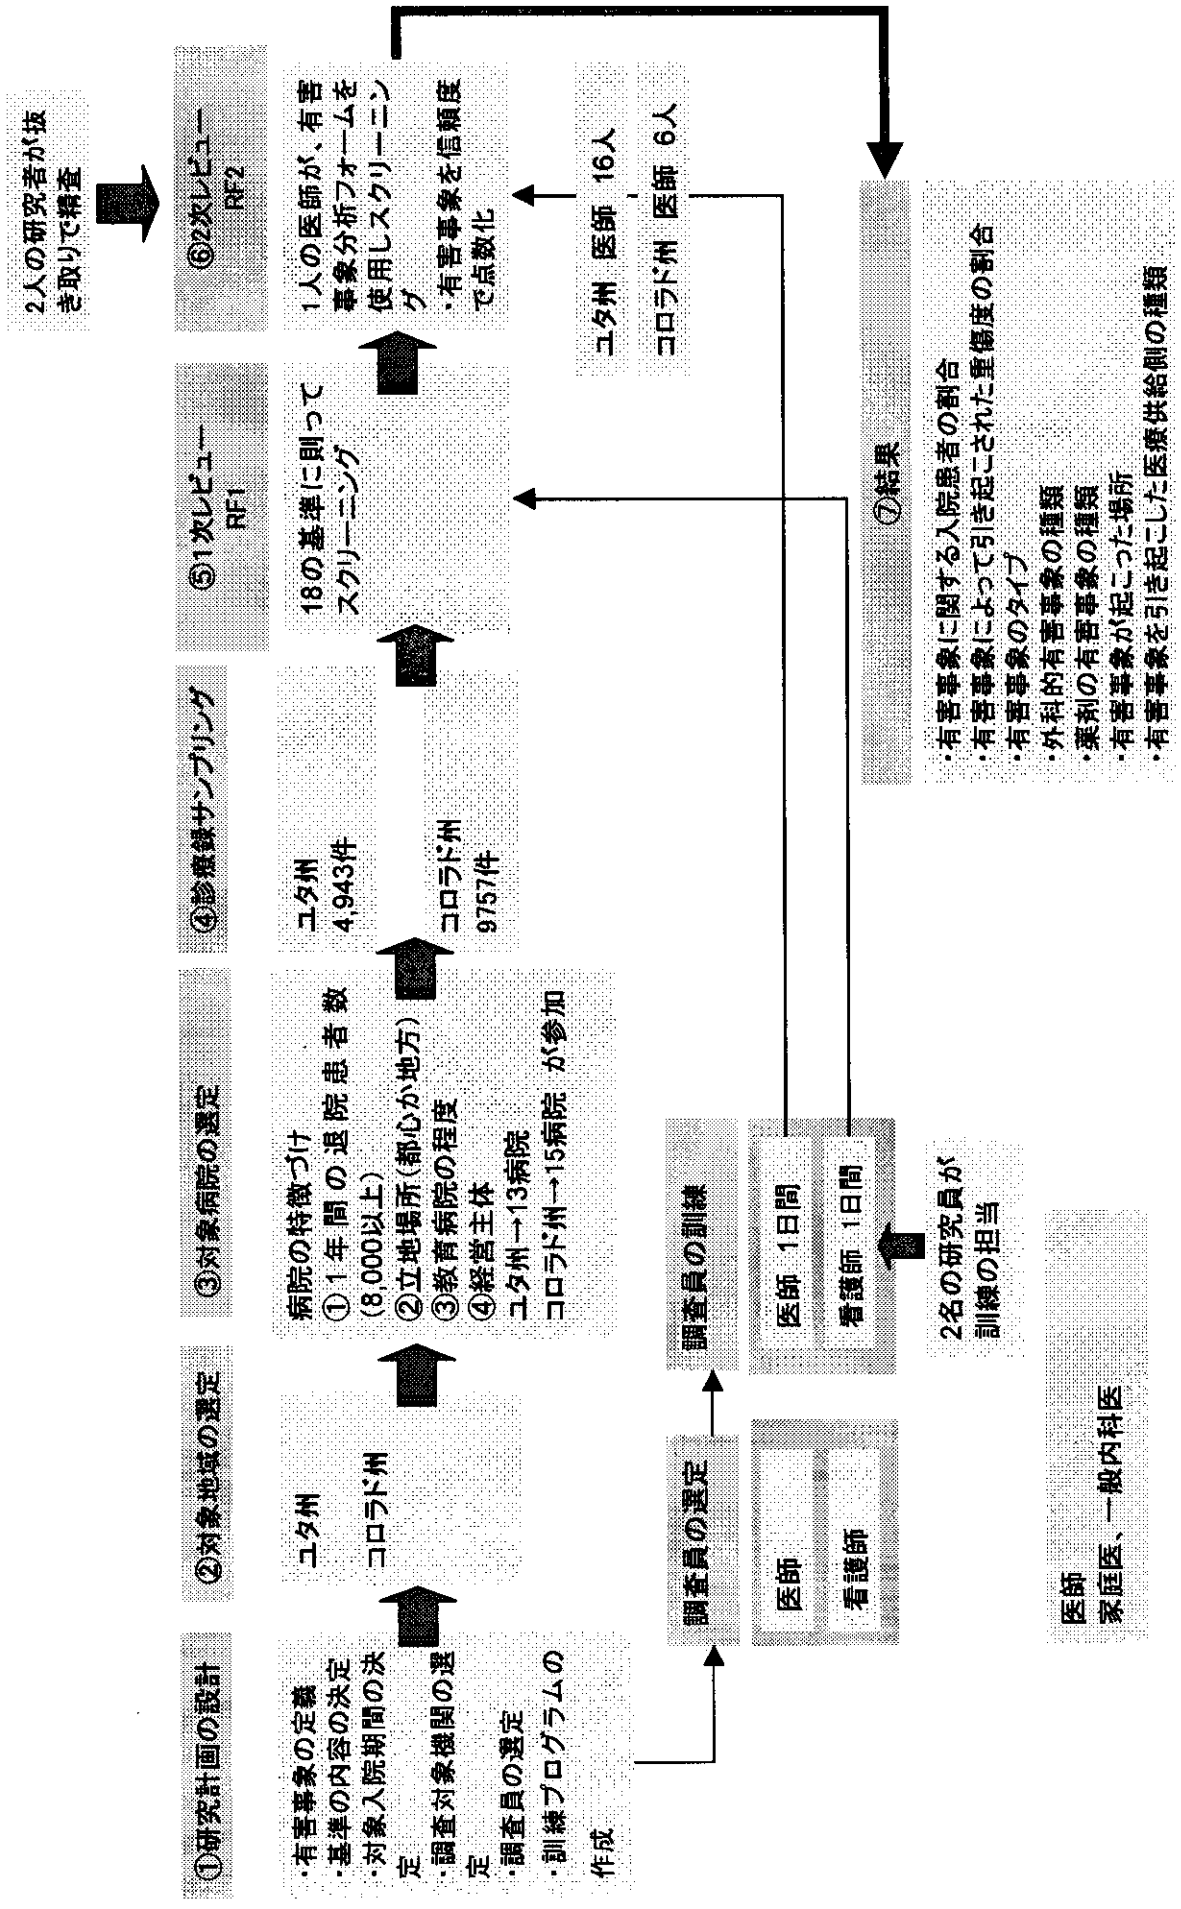 ①研究計画の設計
・有害事象の定義
・基準の内容の決定
・対象入院期間の決
定
・調査対象機関の選
定
・調査員の選定
・訓練プログラムの
作成
②対象地域の選定
ユタ州
コロラド州
③対象病院の選定
病院の特徴づけ
①1年間の退院患者数
(8,000以上)
②立地場所(都心か地方)
③教育病院の程度
④経営主体
ユタ州→13病院
コロラド州→15病院 が参加
④診療録サンプリング
ユタ州
4,943件
コロラド州
9757件
⑤1次レビュー
RF1
18の基準に則って
スクリーニング
2人の研究者が抜
き取りで精査
⑥2次レビュー
RF2
1人の医師が、有害
事象分析フォームを
使用しスクリーニン
グ
・有害事象を信頼度
で点数化
ユタ州 医師 16人
コロラド州 医師 6人
調査員の選定
医師
看護師
調査員の訓練
医師 1日間
看護師 1日間
2名の研究員が
訓練の担当
医師
家庭医、一般内科医
⑦結果
・有害事象に関する入院患者の割合
・有害事象によって引き起こされた重傷度の割合
・有害事象のタイプ
・外科的有害事象の種類
・薬剤の有害事象の種類
・有害事象が起こった場所
・有害事象を引き起こした医療供給側の種類